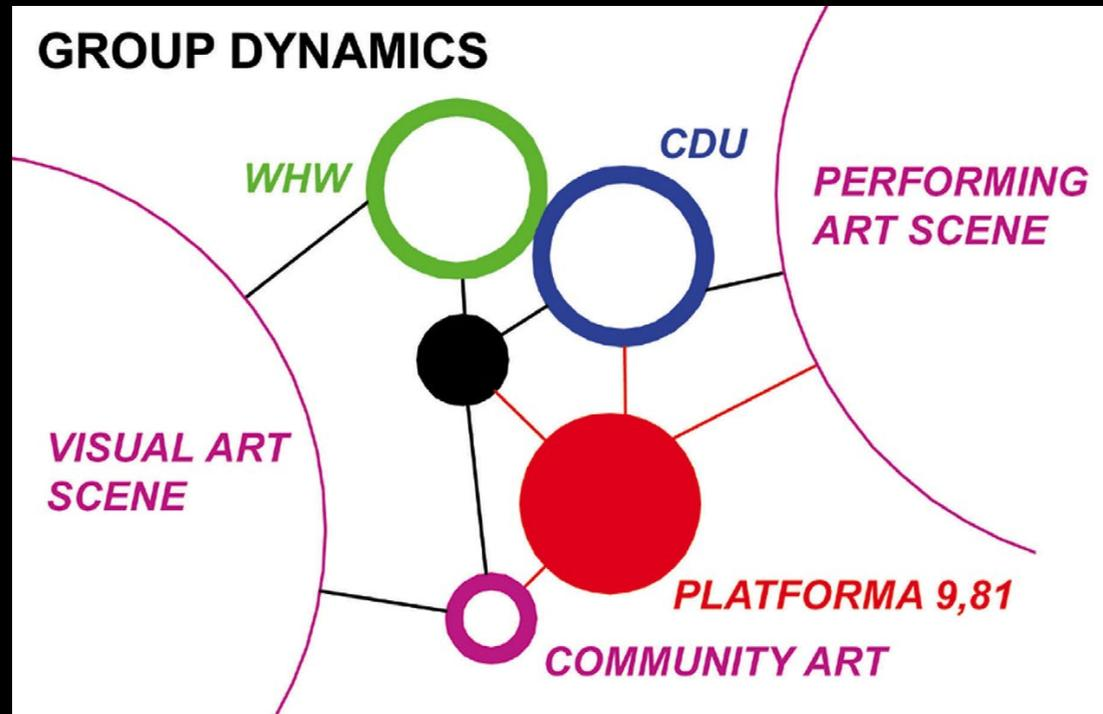 GROUP DYNAMICS
WHW
CDU
PERFORMING
ART SCENE
VISUAL ART
SCENE
PLATFORMA 9,81
COMMUNITY ART